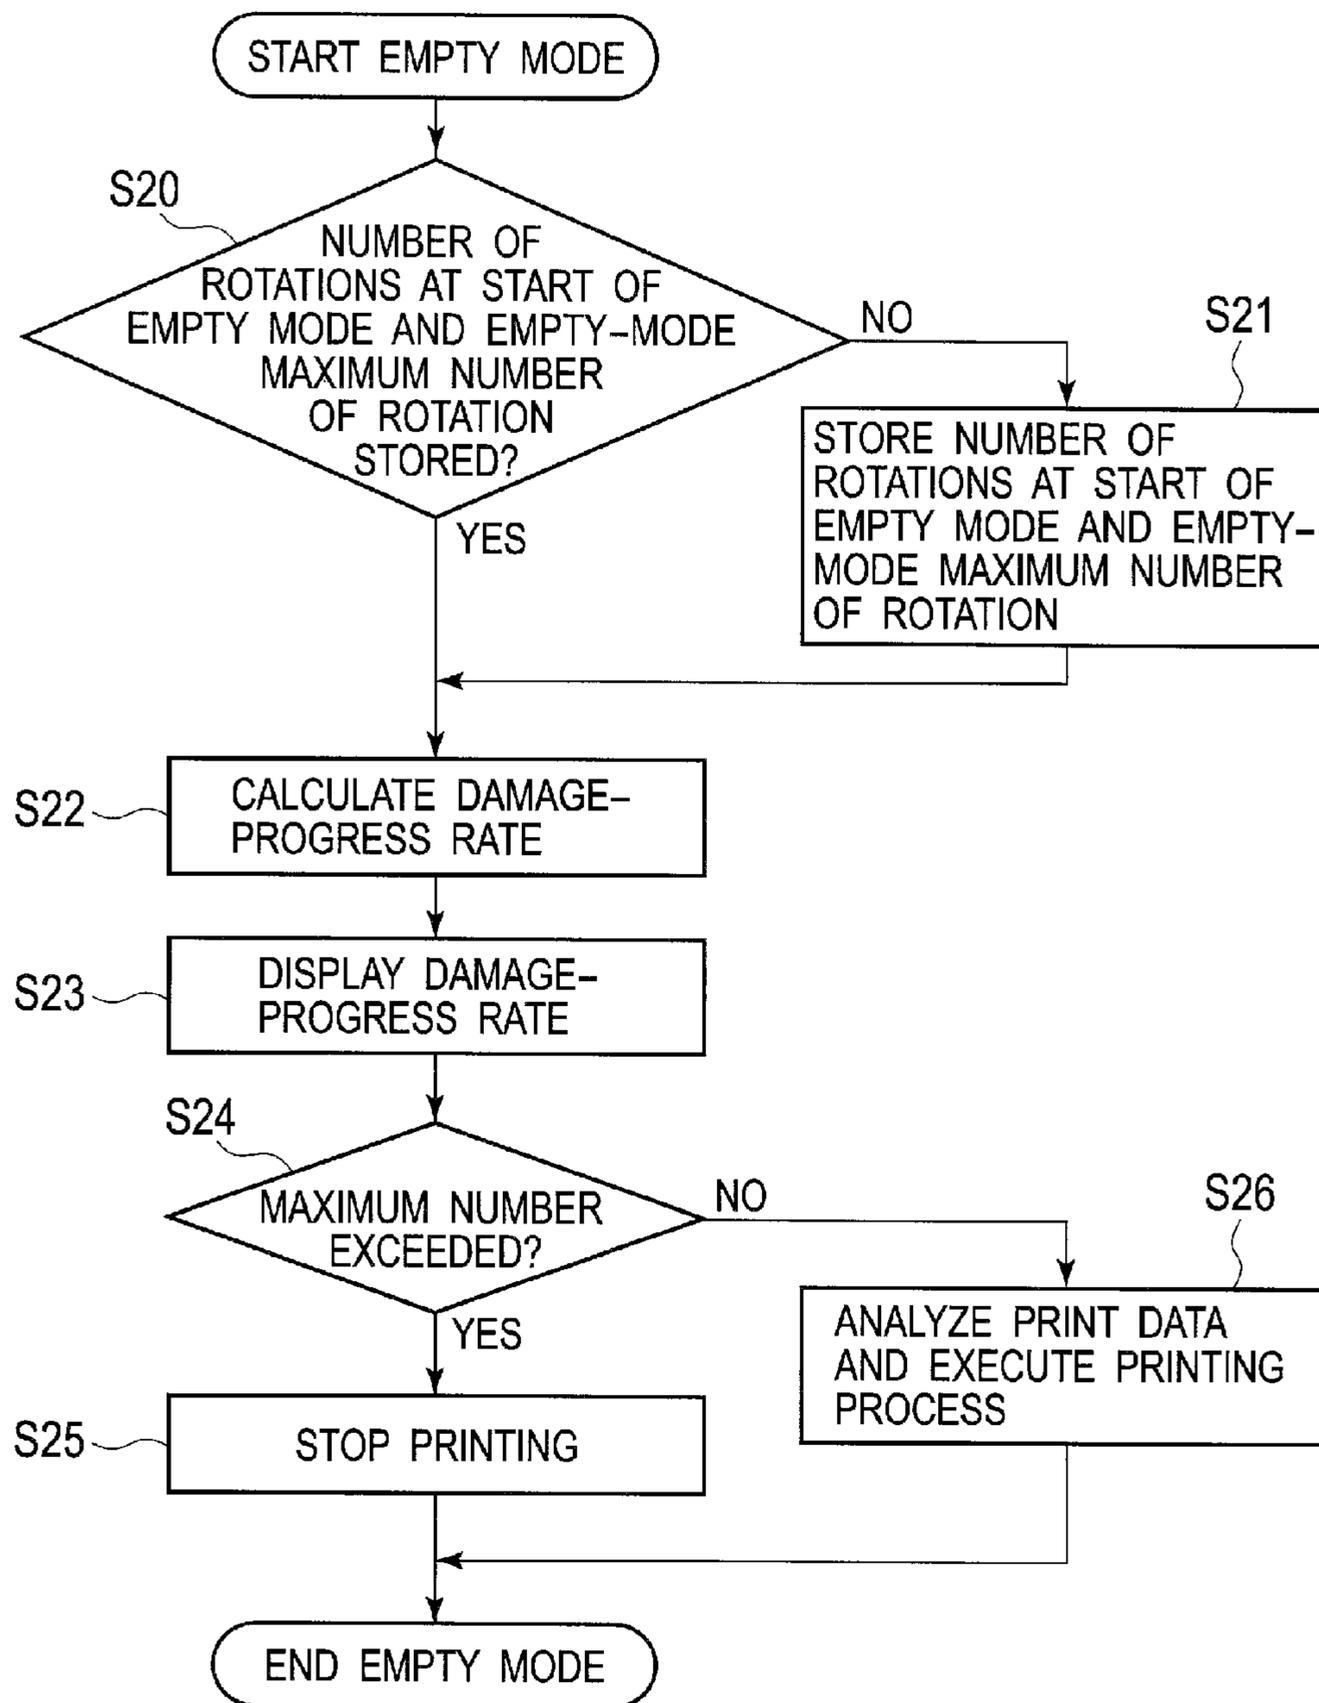 START EMPTY MODE
S20
NUMBER OF
ROTATIONS AT START OF
EMPTY MODE AND EMPTY-MODE
MAXIMUM NUMBER
OF ROTATION
STORED?
NO
S21
STORE NUMBER OF
ROTATIONS AT START OF
EMPTY MODE AND EMPTY-
MODE MAXIMUM NUMBER
OF ROTATION
YES
S22
CALCULATE DAMAGE-
PROGRESS RATE
S23
DISPLAY DAMAGE-
PROGRESS RATE
S24
MAXIMUM NUMBER
EXCEEDED?
NO
S26
ANALYZE PRINT DATA
AND EXECUTE PRINTING
PROCESS
YES
S25
STOP PRINTING
END EMPTY MODE